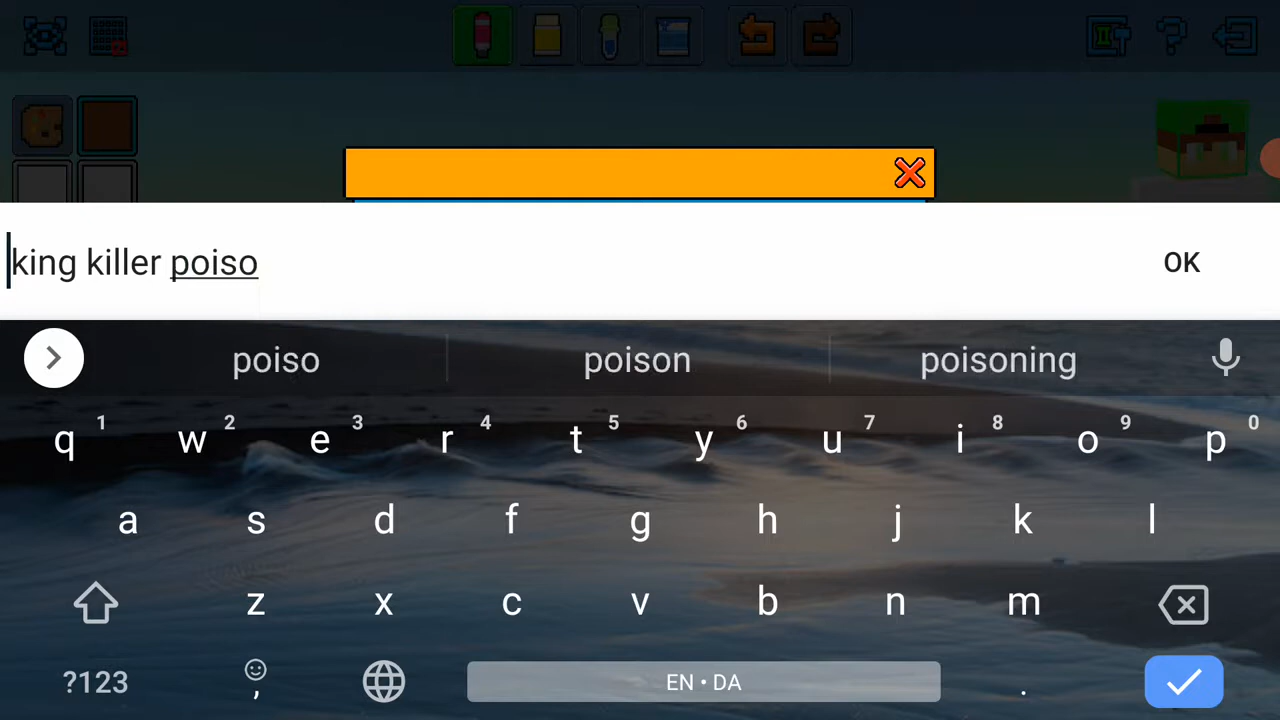 king killer poiso OK
poiso poison poisoning
q 1 w 2 e 3 r 4 t 5 y 6 u 7 i 8 o 9 p 0
a s d f g h j k l
z x c v b n m
?123 , EN • DA .